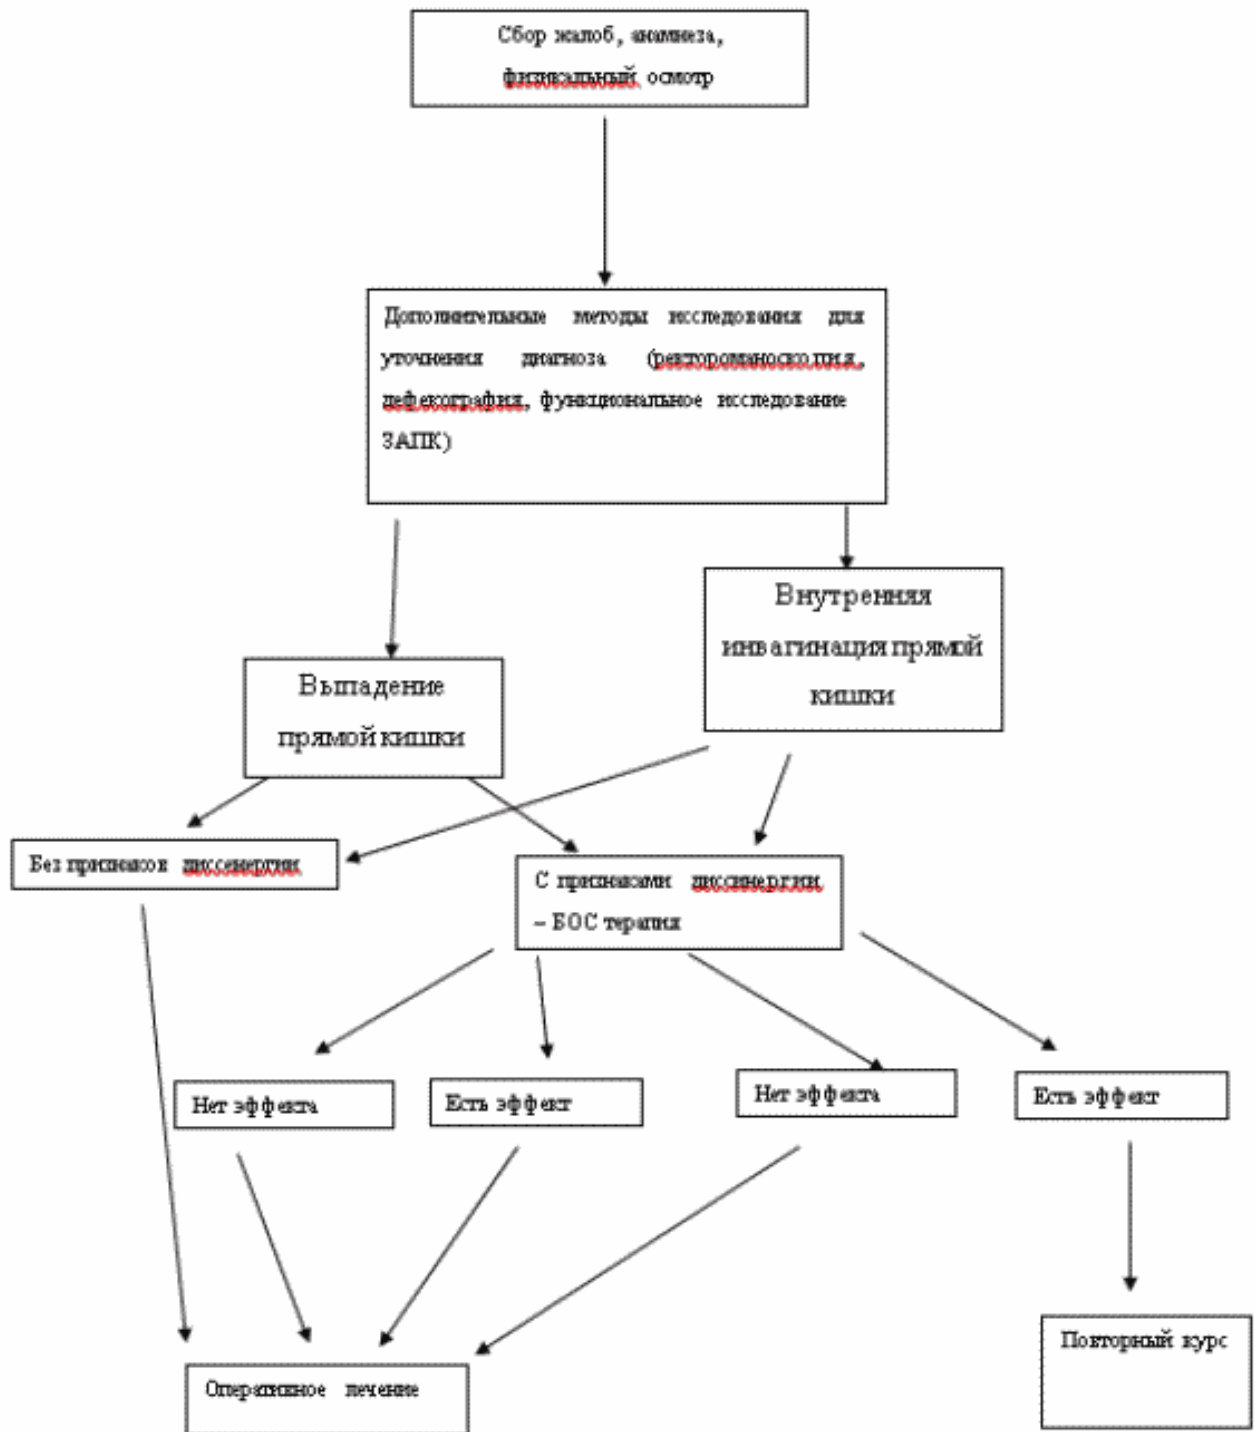 Сбор жалоб, анамнеза,
физикальный осмотр
Дополнительные методы исследования для
уточнения диагноза (ректороманоскопия,
дефекография, функциональное исследование
ЗАПК)
Внутренняя
инвагинация прямой
кишки
Выпадение
прямой кишки
Без признаков диссенергии
С признаками диссинергии
– БОС терапия
Нет эффекта
Есть эффект
Нет эффекта
Есть эффект
Повторный курс
Оперативное лечение